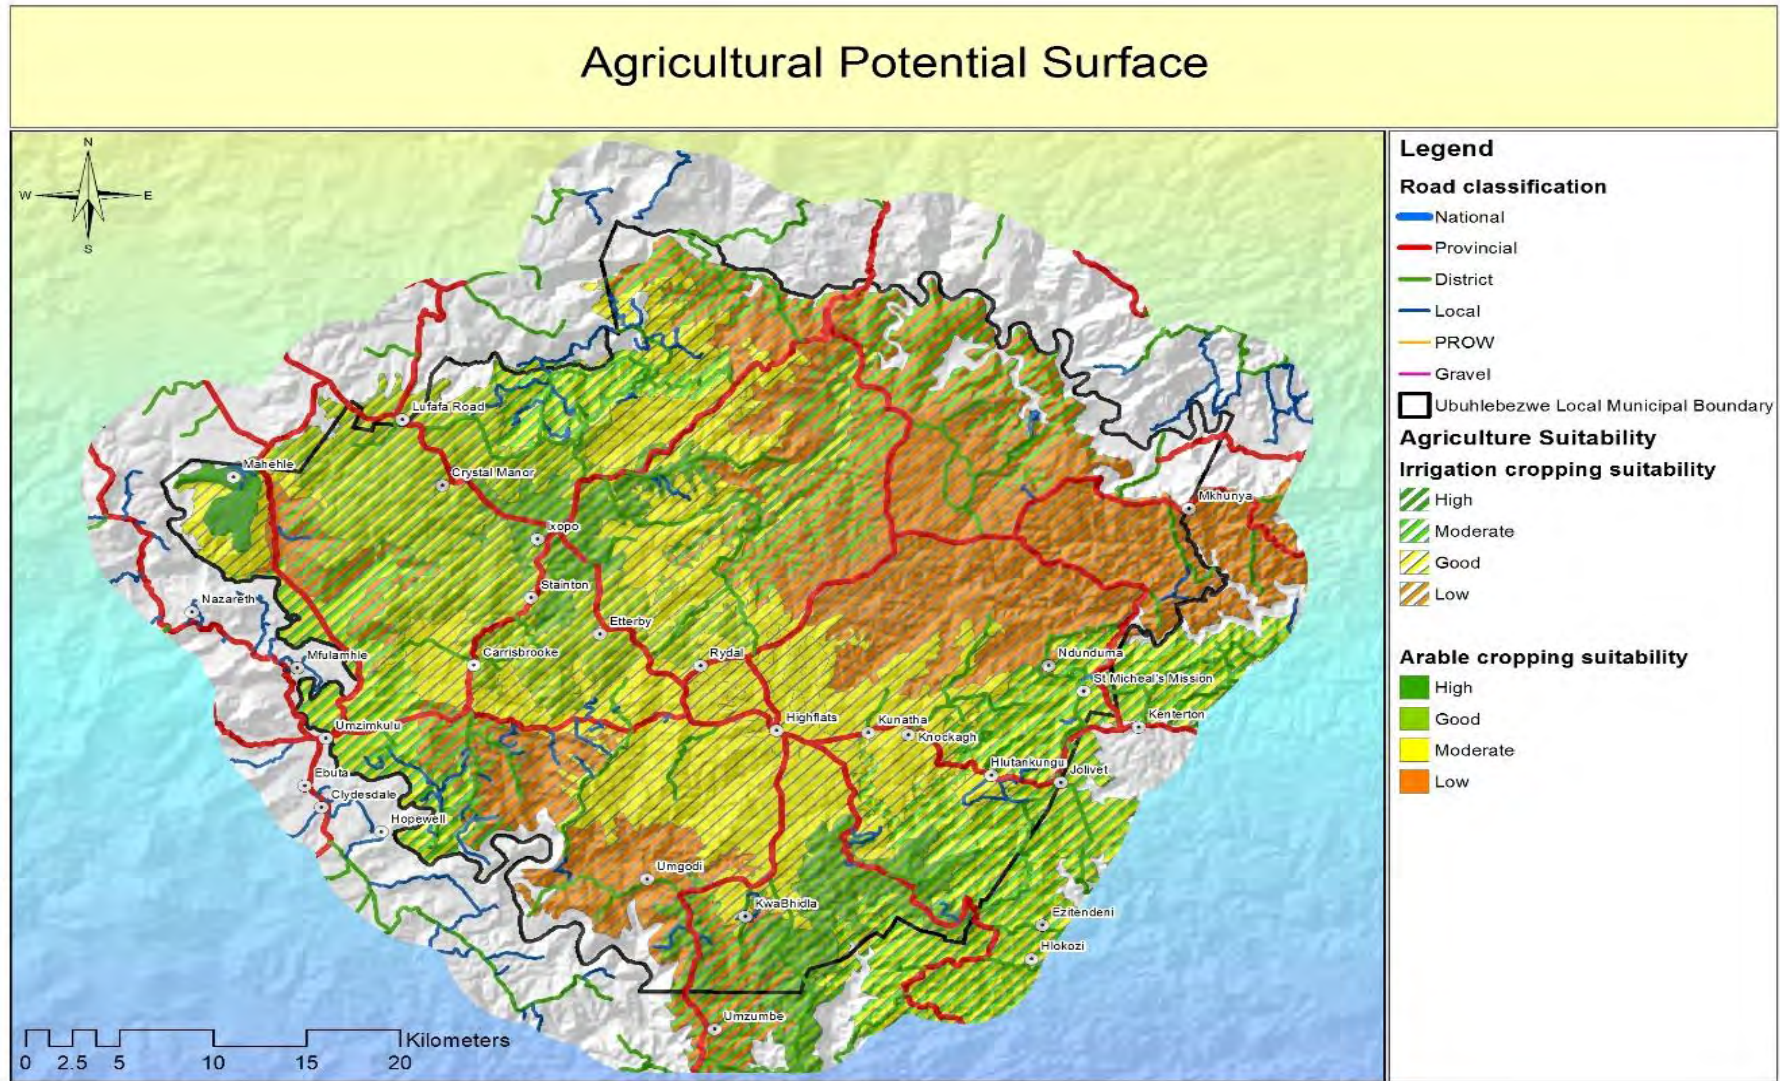 Agricultural Potential Surface
N
W
E
S
Lufafa Road
Mahehle
Crystal Manor
Mkhunya
Ixopo
Stainton
Nazareth
Etterby
Carrisbrooke
Rydal
Ndunduma
Mfulamhle
St Micheal's Mission
Highflats
Kunatha
Kenterton
Umzimkulu
Knockagh
Hlutankungu
Jolivet
Ebuta
Clydesdale
Hopewell
Umgodi
KwaBhidla
Ezitendeni
Hlokozi
Umzumbe
Kilometers
0 2.5 5 10 15 20
Legend
Road classification
National
Provincial
District
Local
PROW
Gravel
Ubuhlebezwe Local Municipal Boundary
Agriculture Suitability
Irrigation cropping suitability
High
Moderate
Good
Low
Arable cropping suitability
High
Good
Moderate
Low